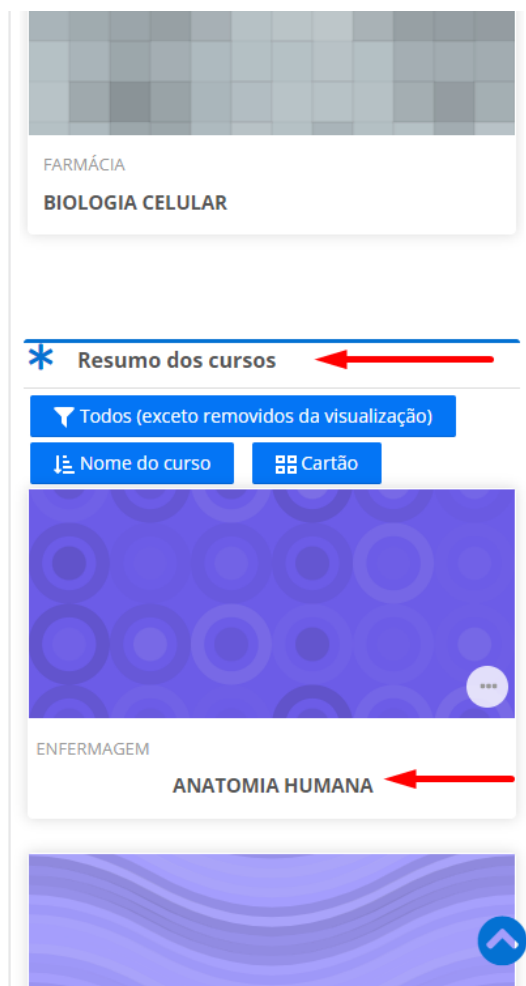 FARMÁCIA
BIOLOGIA CELULAR
Resumo dos cursos
Todos (exceto removidos da visualização)
Nome do curso
Cartão
ENFERMAGEM
ANATOMIA HUMANA